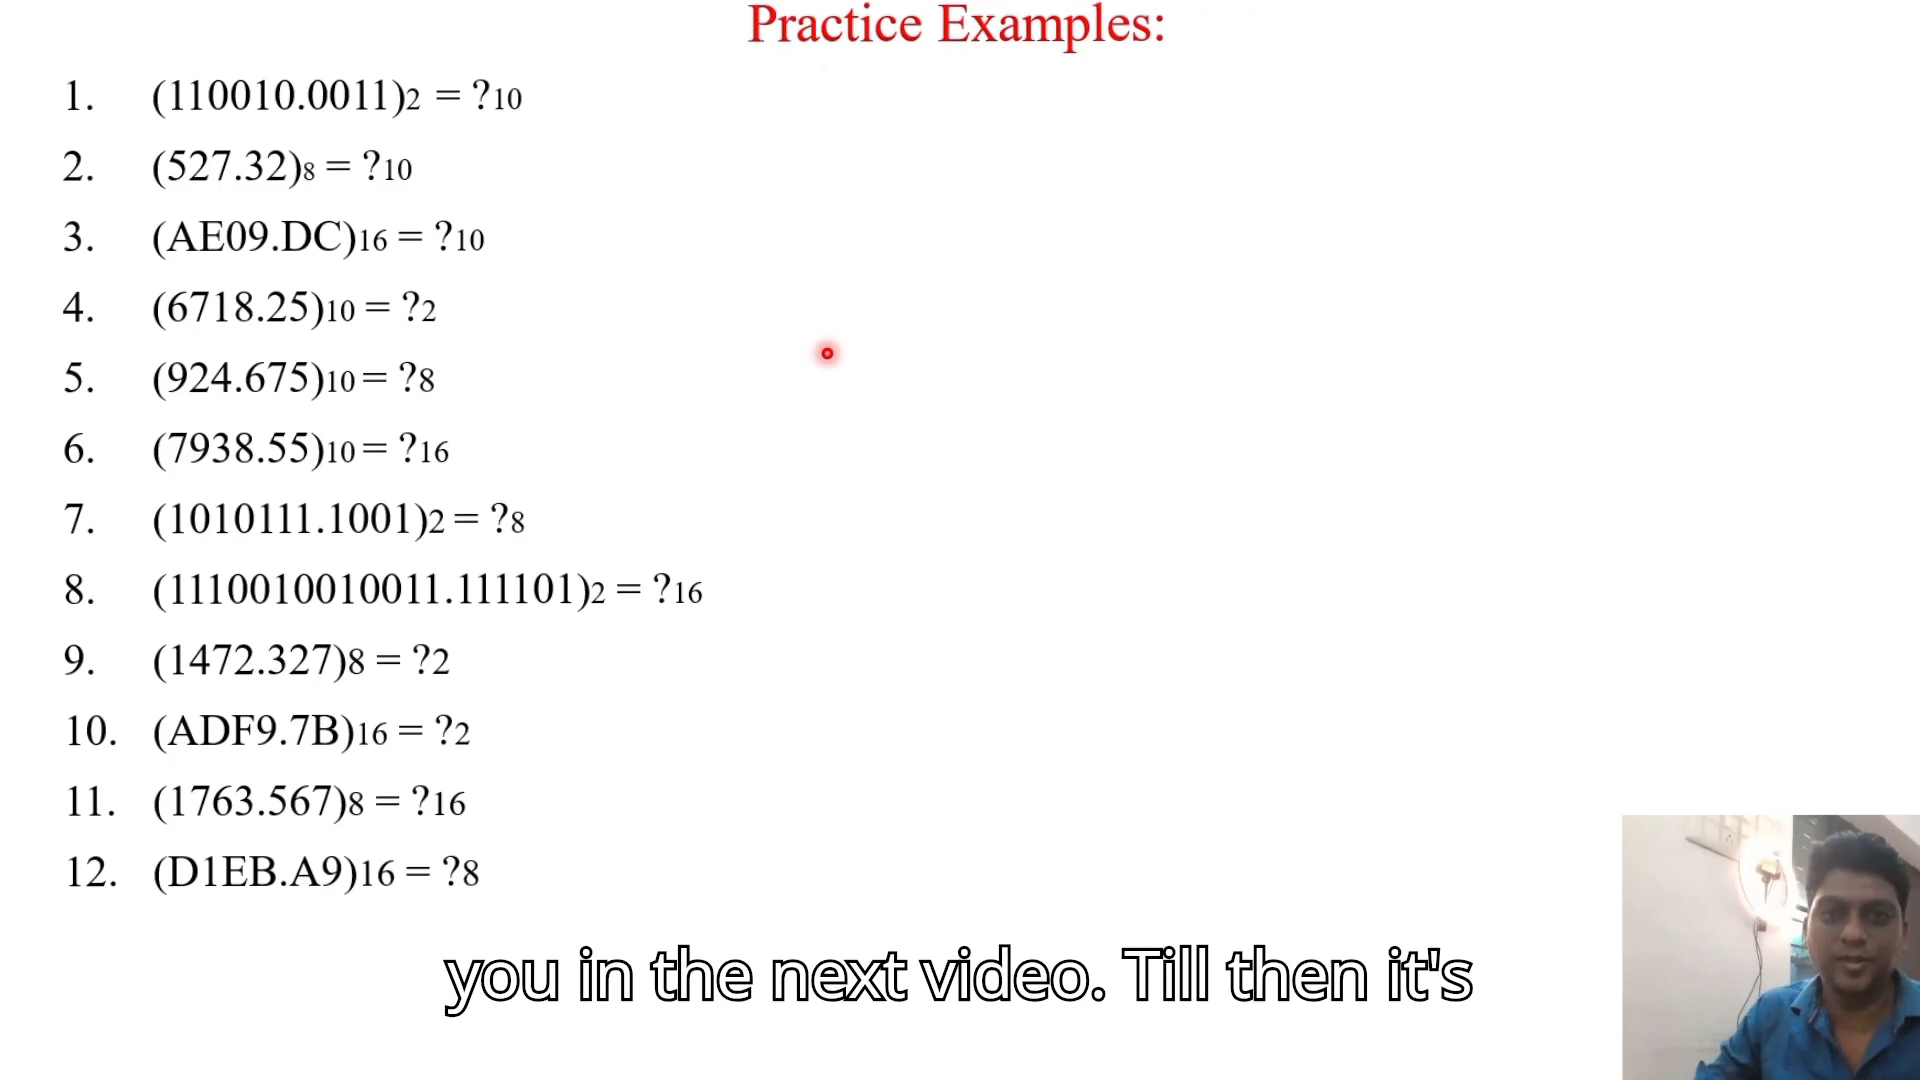 Practice Examples:
1. (110010.0011)2 = ?10
2. (527.32)8 = ?10
3. (AE09.DC)16 = ?10
4. (6718.25)10 = ?2
5. (924.675)10 = ?8
6. (7938.55)10 = ?16
7. (1010111.1001)2 = ?8
8. (1110010010011.111101)2 = ?16
9. (1472.327)8 = ?2
10. (ADF9.7B)16 = ?2
11. (1763.567)8 = ?16
12. (D1EB.A9)16 = ?8
you in the next video. Till then it's